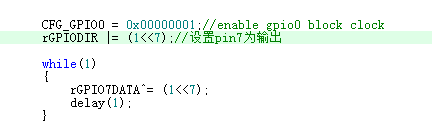 CFG_GPIO0 = 0x00000001;//enable gpio0 block clock
rGPIODIR |= (1<<7);//设置pin7为输出
while(1)
{
rGPIO7DATA^= (1<<7);
delay(1);
}